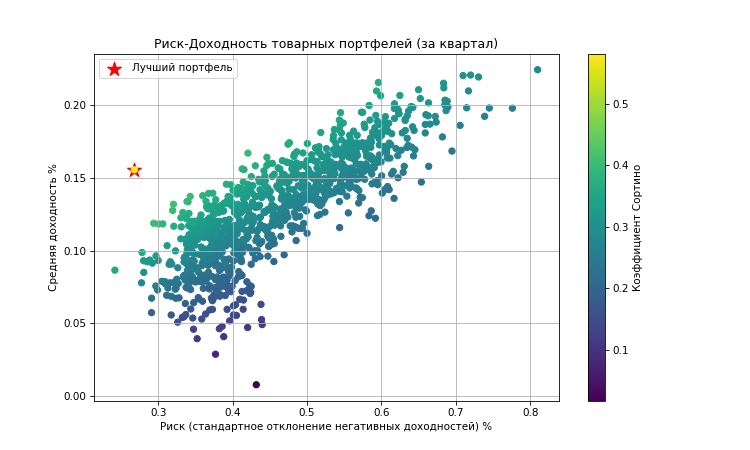 Риск-Доходность товарных портфелей (за квартал)
Лучший портфель
Средняя доходность %
0.20
0.15
0.10
0.05
0.00
0.3 0.4 0.5 0.6 0.7 0.8
Риск (стандартное отклонение негативных доходностей) %
0.5
0.4
0.3
0.2
0.1
Коэффициент Сортино